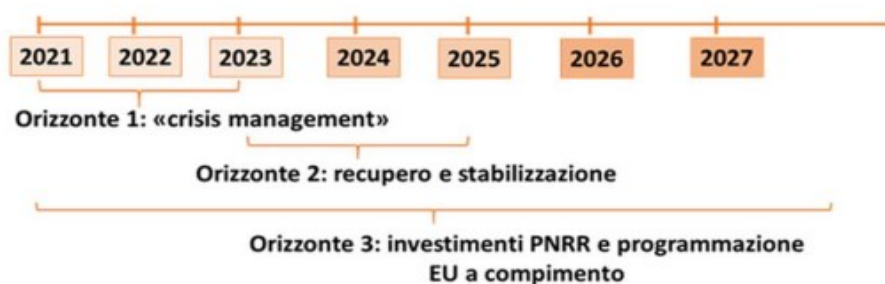 2021 2022 2023 2024 2025 2026 2027
Orizzonte 1: «crisis management»
Orizzonte 2: recupero e stabilizzazione
Orizzonte 3: investimenti PNRR e programmazione
EU a compimento